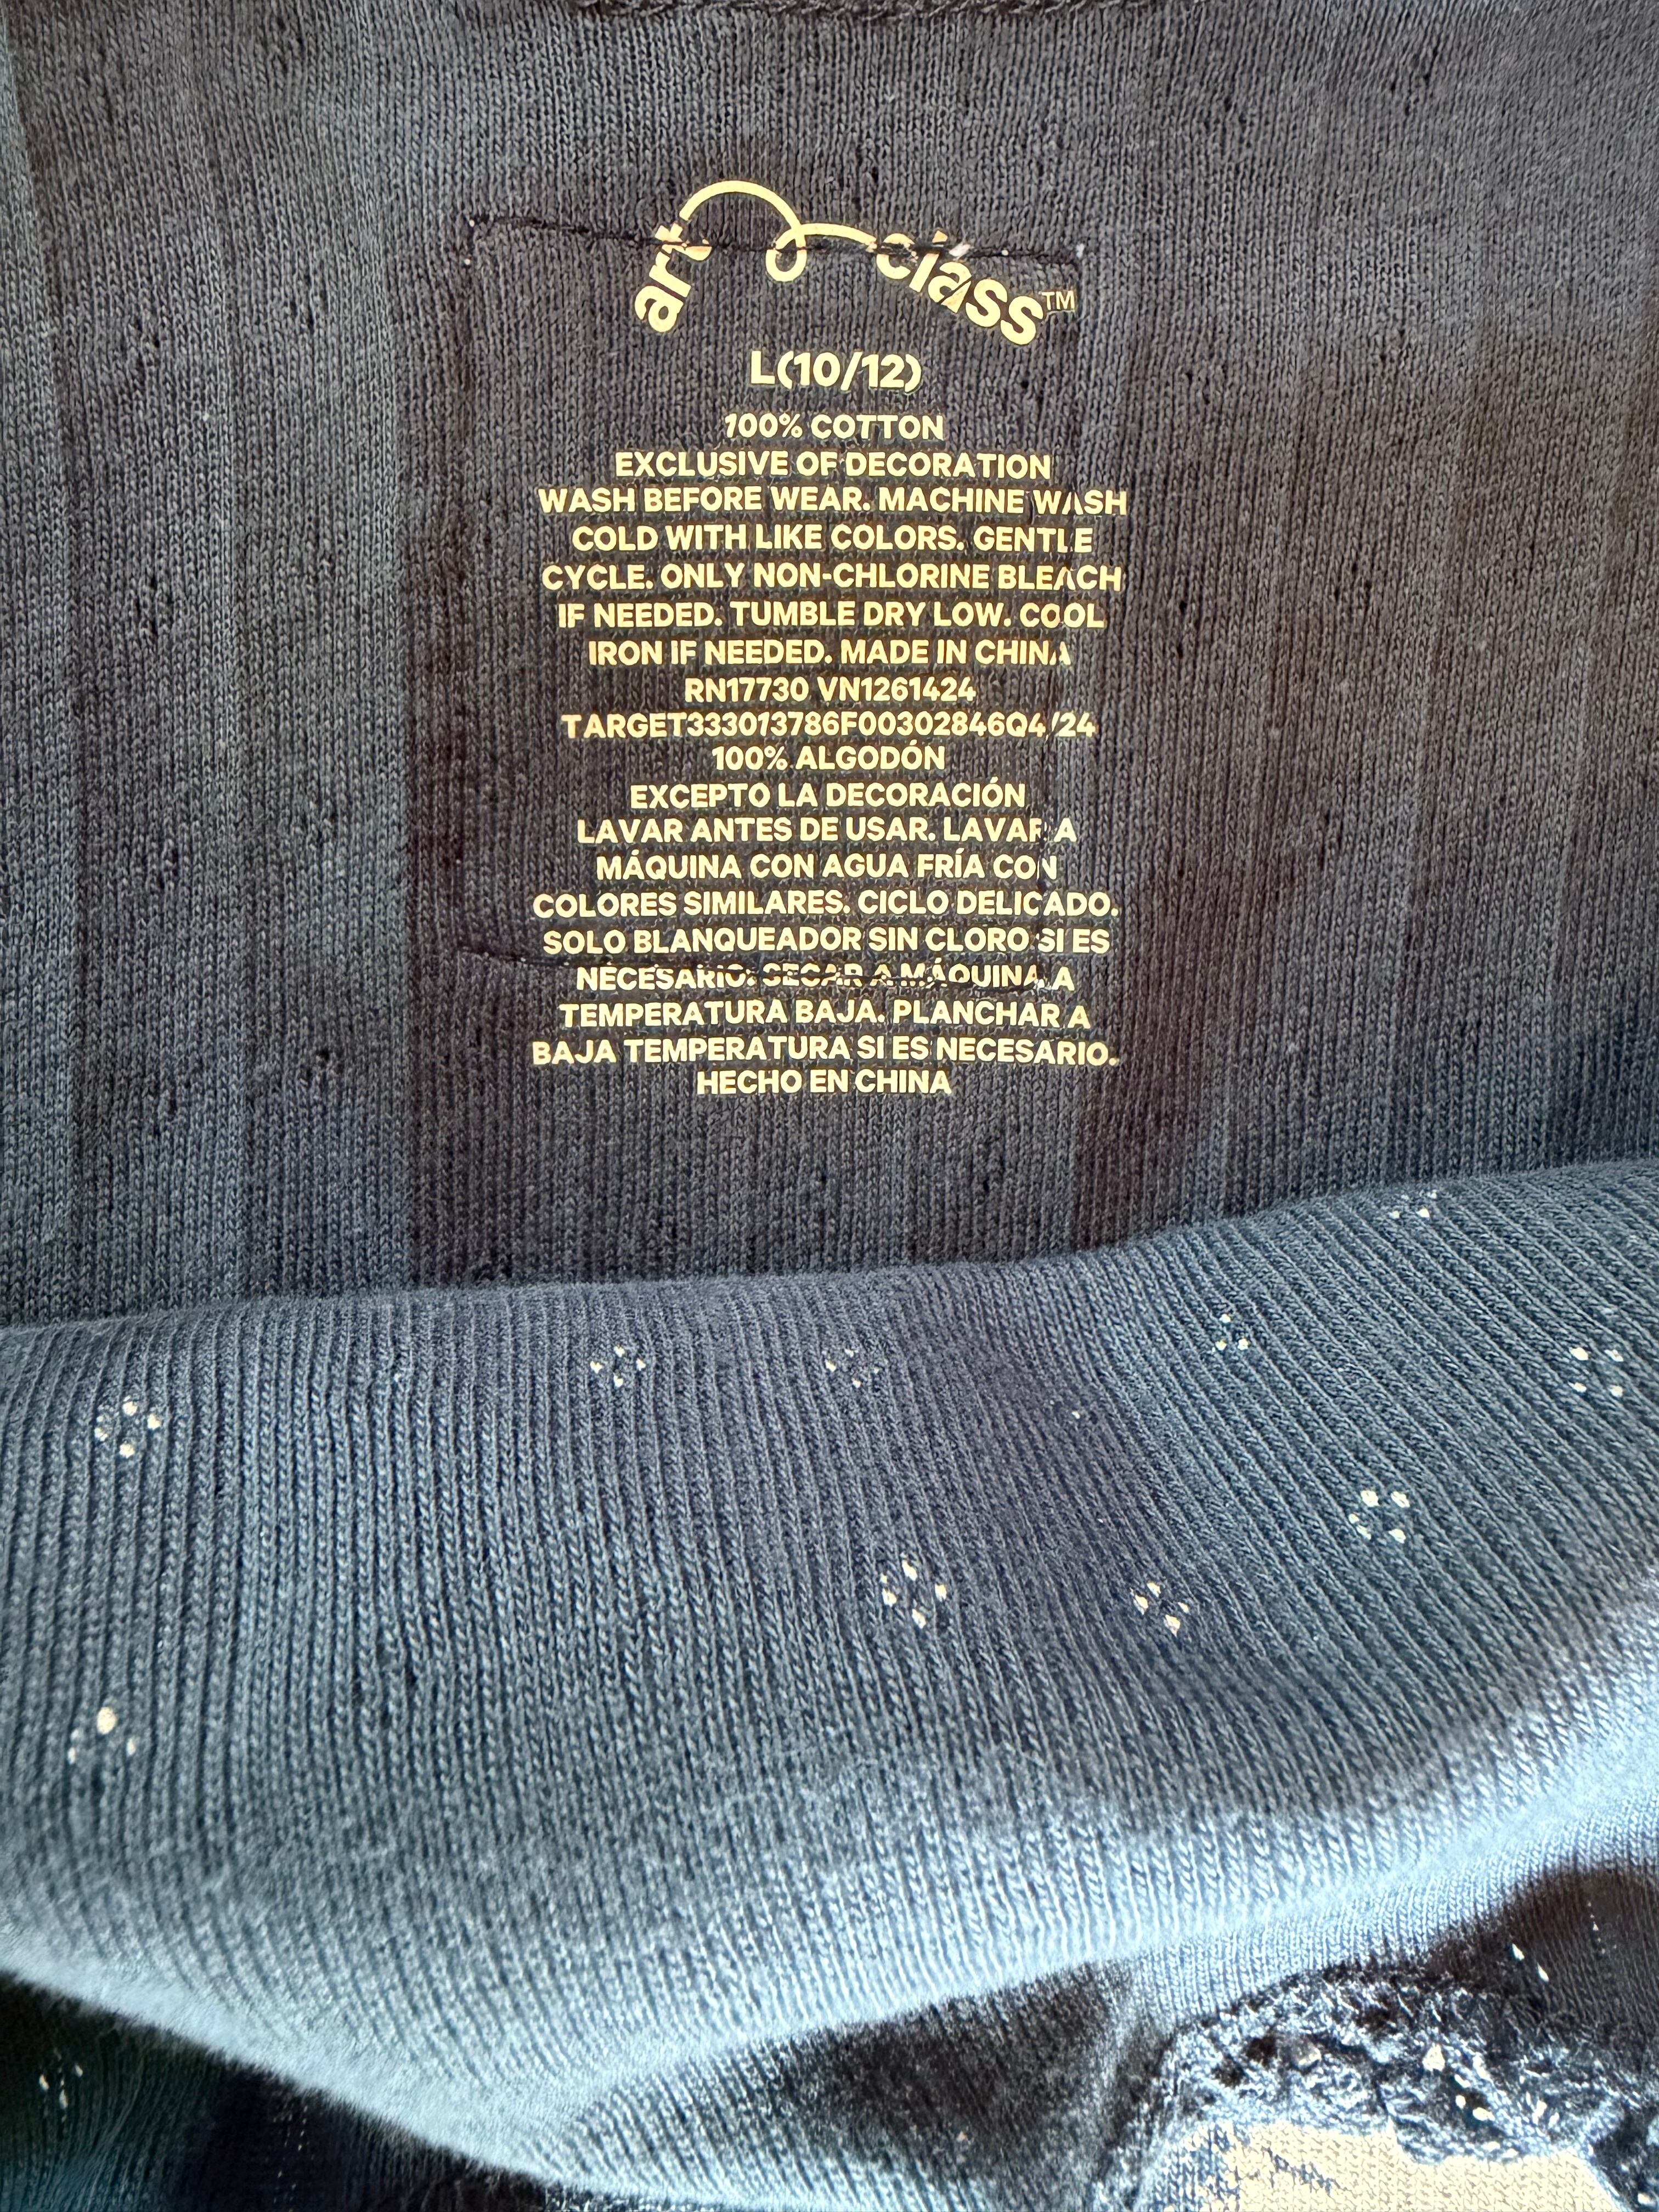 art class™
L(10/12)
100% COTTON
EXCLUSIVE OF DECORATION
WASH BEFORE WEAR. MACHINE WASH
COLD WITH LIKE COLORS. GENTLE
CYCLE. ONLY NON-CHLORINE BLEACH
IF NEEDED. TUMBLE DRY LOW. COOL
IRON IF NEEDED. MADE IN CHINA
RN17730 VN1261424
TARGET333013786F00302846Q4/24
100% ALGODÓN
EXCEPTO LA DECORACIÓN
LAVAR ANTES DE USAR. LAVAR A
MÁQUINA CON AGUA FRÍA CON
COLORES SIMILARES. CICLO DELICADO.
SOLO BLANQUEADOR SIN CLORO SI ES
NECESARIO. SECAR A MÁQUINA A
TEMPERATURA BAJA. PLANCHAR A
BAJA TEMPERATURA SI ES NECESARIO.
HECHO EN CHINA